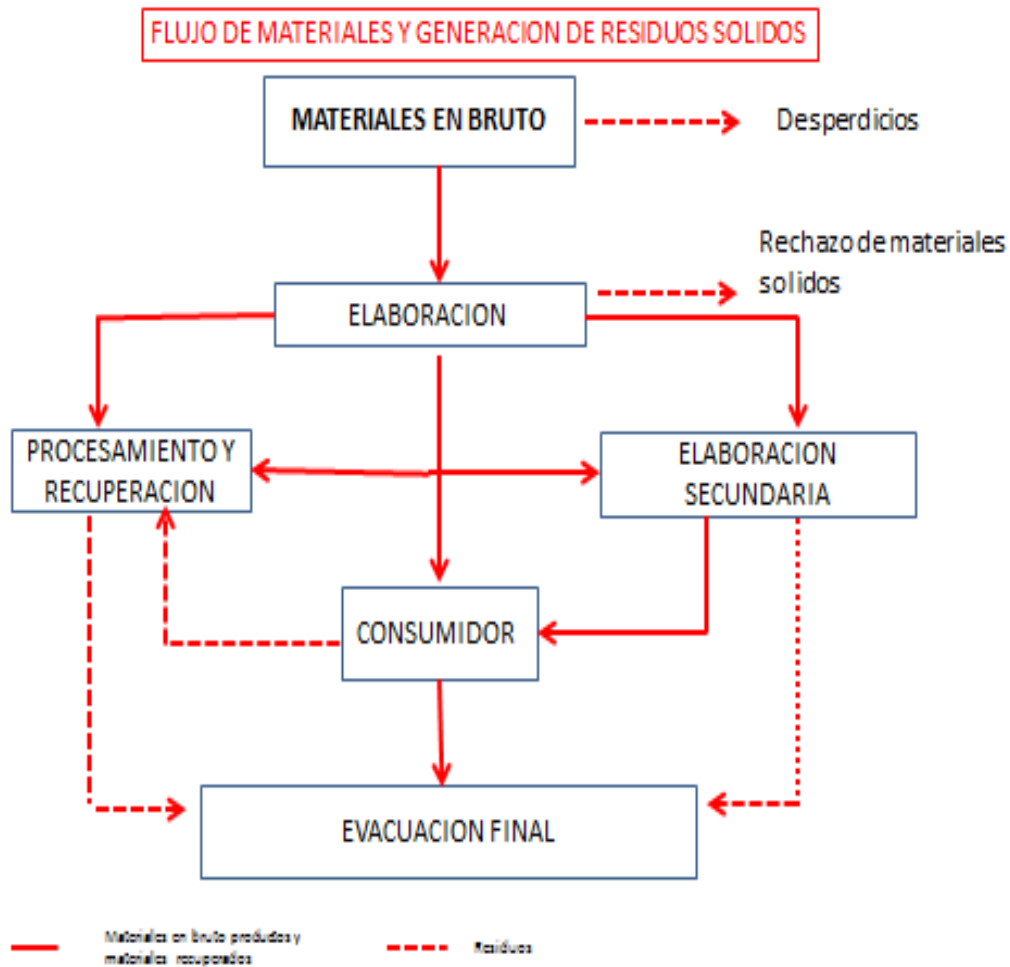 FLUJO DE MATERIALES Y GENERACION DE RESIDUOS SOLIDOS
MATERIALES EN BRUTO
Desperdicios
Rechazo de materiales
solidos
ELABORACION
PROCESAMIENTO Y
RECUPERACION
ELABORACION
SECUNDARIA
CONSUMIDOR
EVACUACION FINAL
Materiales en bruto productos y
materiales recuperados
Residuos